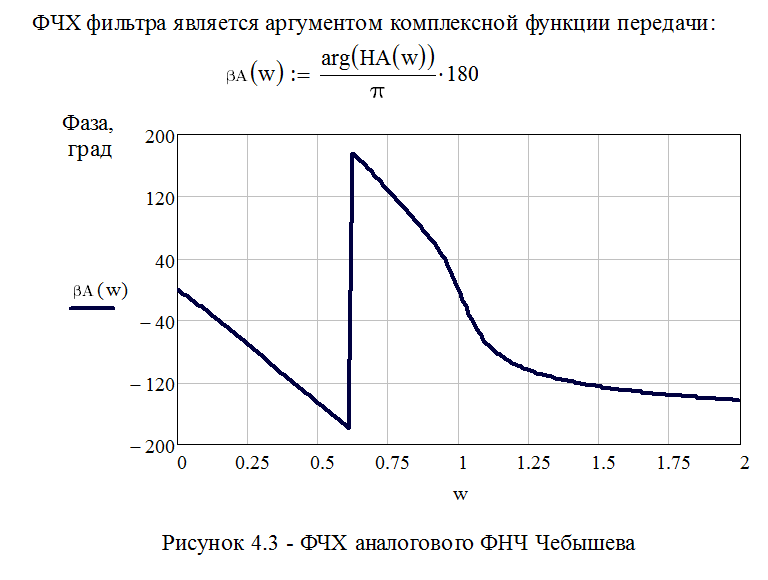 ФЧХ фильтра является аргументом комплексной функции передачи:
βA(w) := arg(HA(w)) / π · 180
Фаза,
град
200
120
40
βA(w)
−40
−120
−200
0 0.25 0.5 0.75 1 1.25 1.5 1.75 2
w
Рисунок 4.3 - ФЧХ аналогового ФНЧ Чебышева